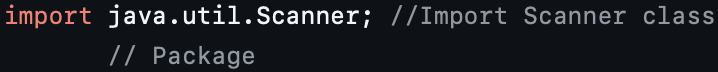 import java.util.Scanner; //Import Scanner class
// Package